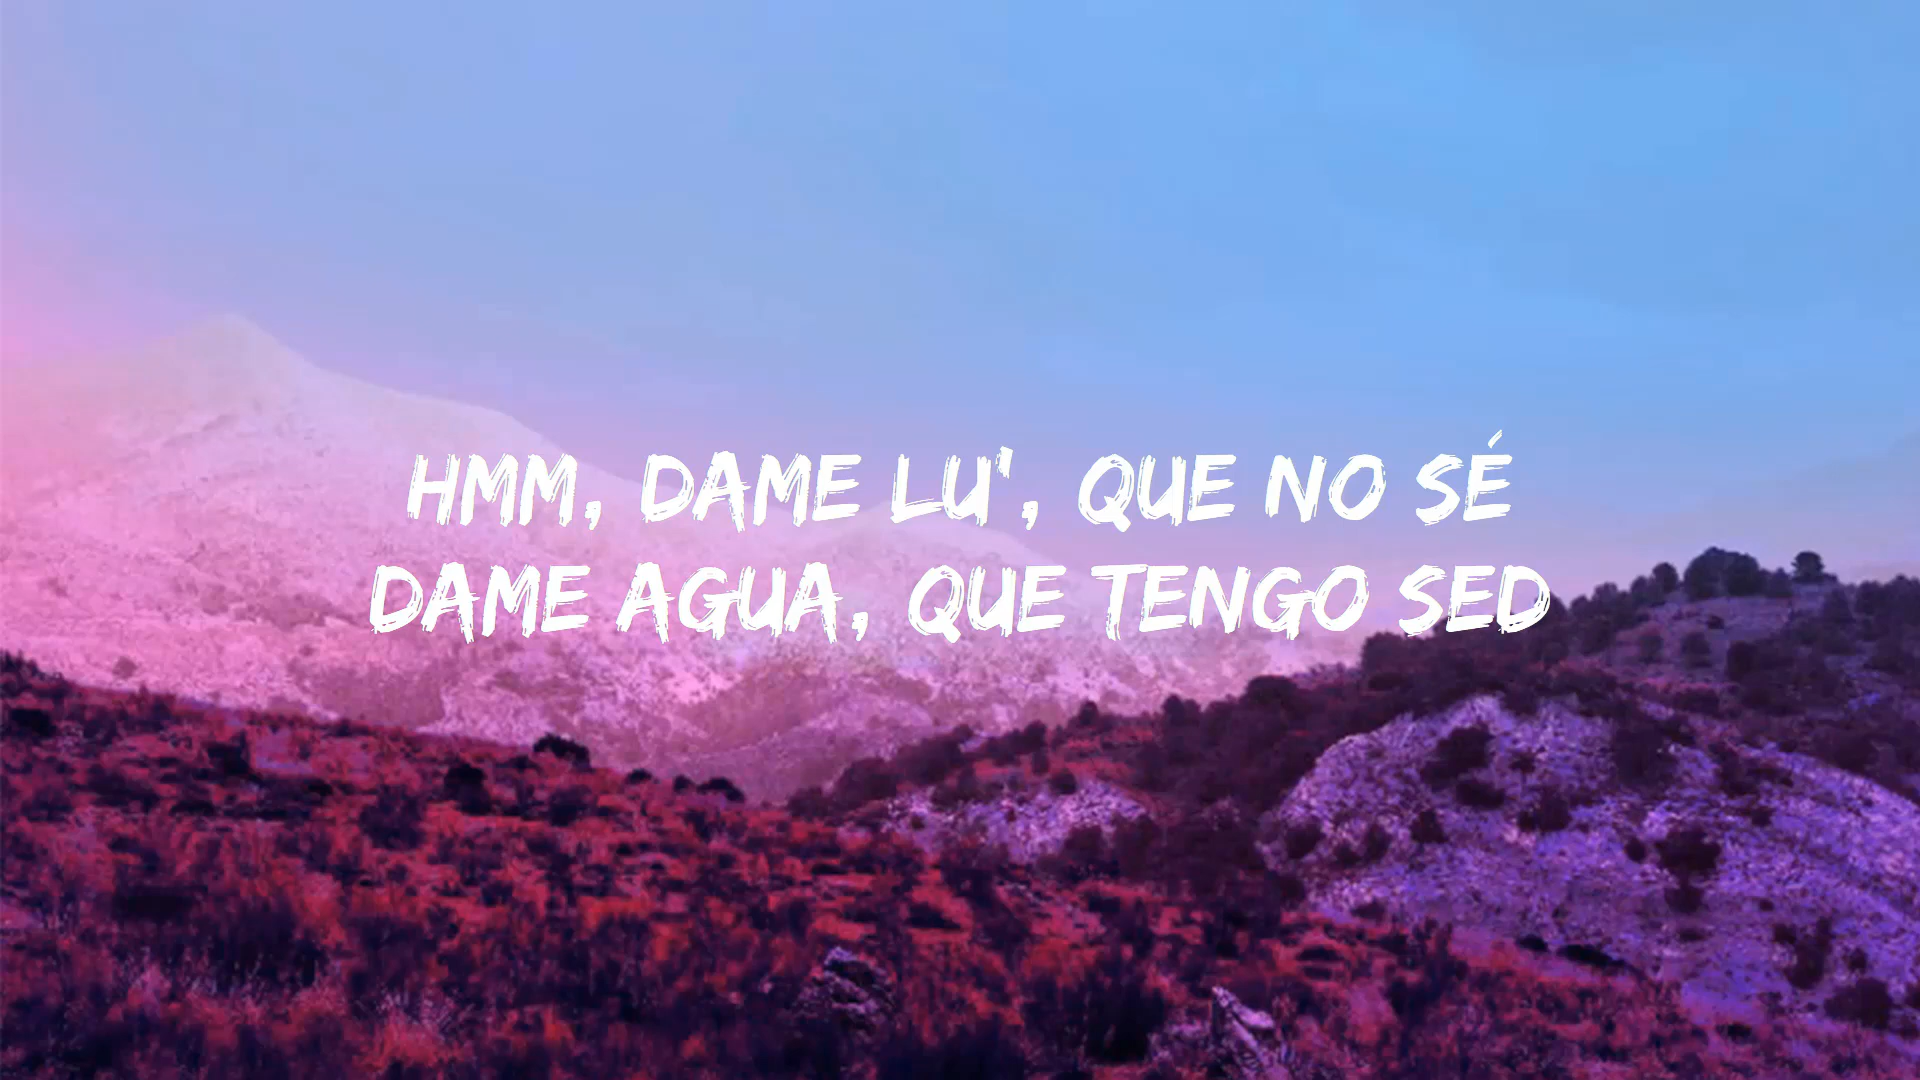 HMM, DAME LU', QUE NO SÉ
DAME AGUA, QUE TENGO SED